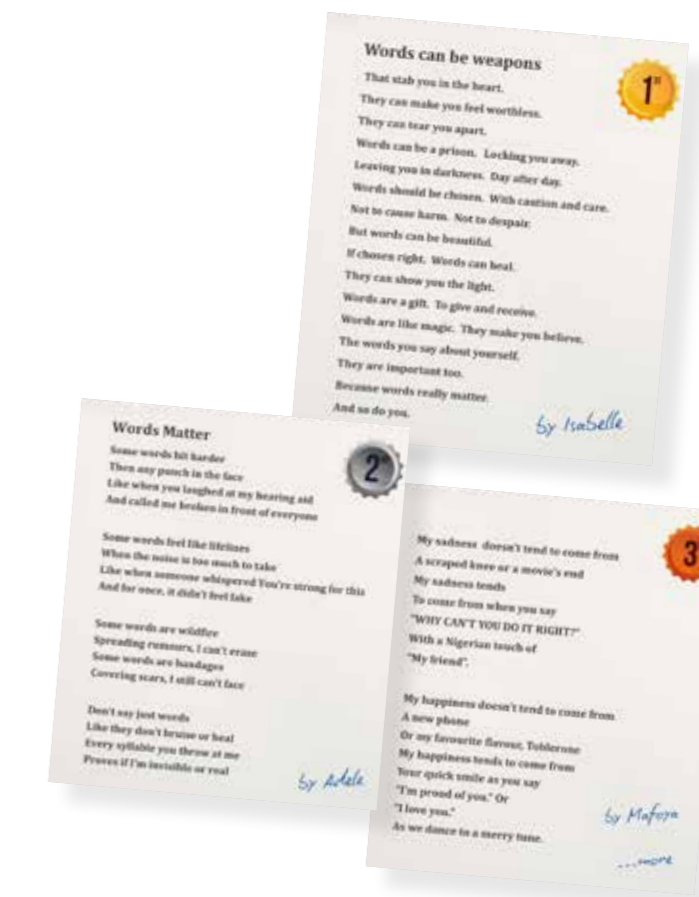 Words can be weapons
1st
That stab you in the heart.
They can make you feel worthless.
They can tear you apart.
Words can be a prison. Locking you away.
Leaving you in darkness. Day after day.
Words should be chosen. With caution and care.
Not to cause harm. Not to despair.
But words can be beautiful.
If chosen right. Words can heal.
They can show you the light.
Words are a gift. To give and receive.
Words are like magic. They make you believe.
The words you say about yourself.
They are important too.
Because words really matter.
And so do you.
by Isabelle
Words Matter
2
Some words hit harder
Then any punch in the face
Like when you laughed at my hearing aid
And called me broken in front of everyone
Some words feel like lifelines
When the noise is too much to take
Like when someone whispered You're strong for this
And for once, it didn't feel fake
Some words are wildfire
Spreading rumours, I can't erase
Some words are bandages
Covering scars, I still can't face
Don't say just words
Like they don't bruise or heal
Every syllable you throw at me
Proves if I'm invisible or real
by Adele
3
My sadness doesn't tend to come from
A scraped knee or a movie's end
My sadness tends
To come from when you say
"WHY CAN'T YOU DO IT RIGHT?"
With a Nigerian touch of
"My friend".
My happiness doesn't tend to come from
A new phone
Or my favourite flavour, Toblerone
My happiness tends to come from
Your quick smile as you say
"I'm proud of you." Or
"I love you."
As we dance to a merry tune.
by Mafoya
...more